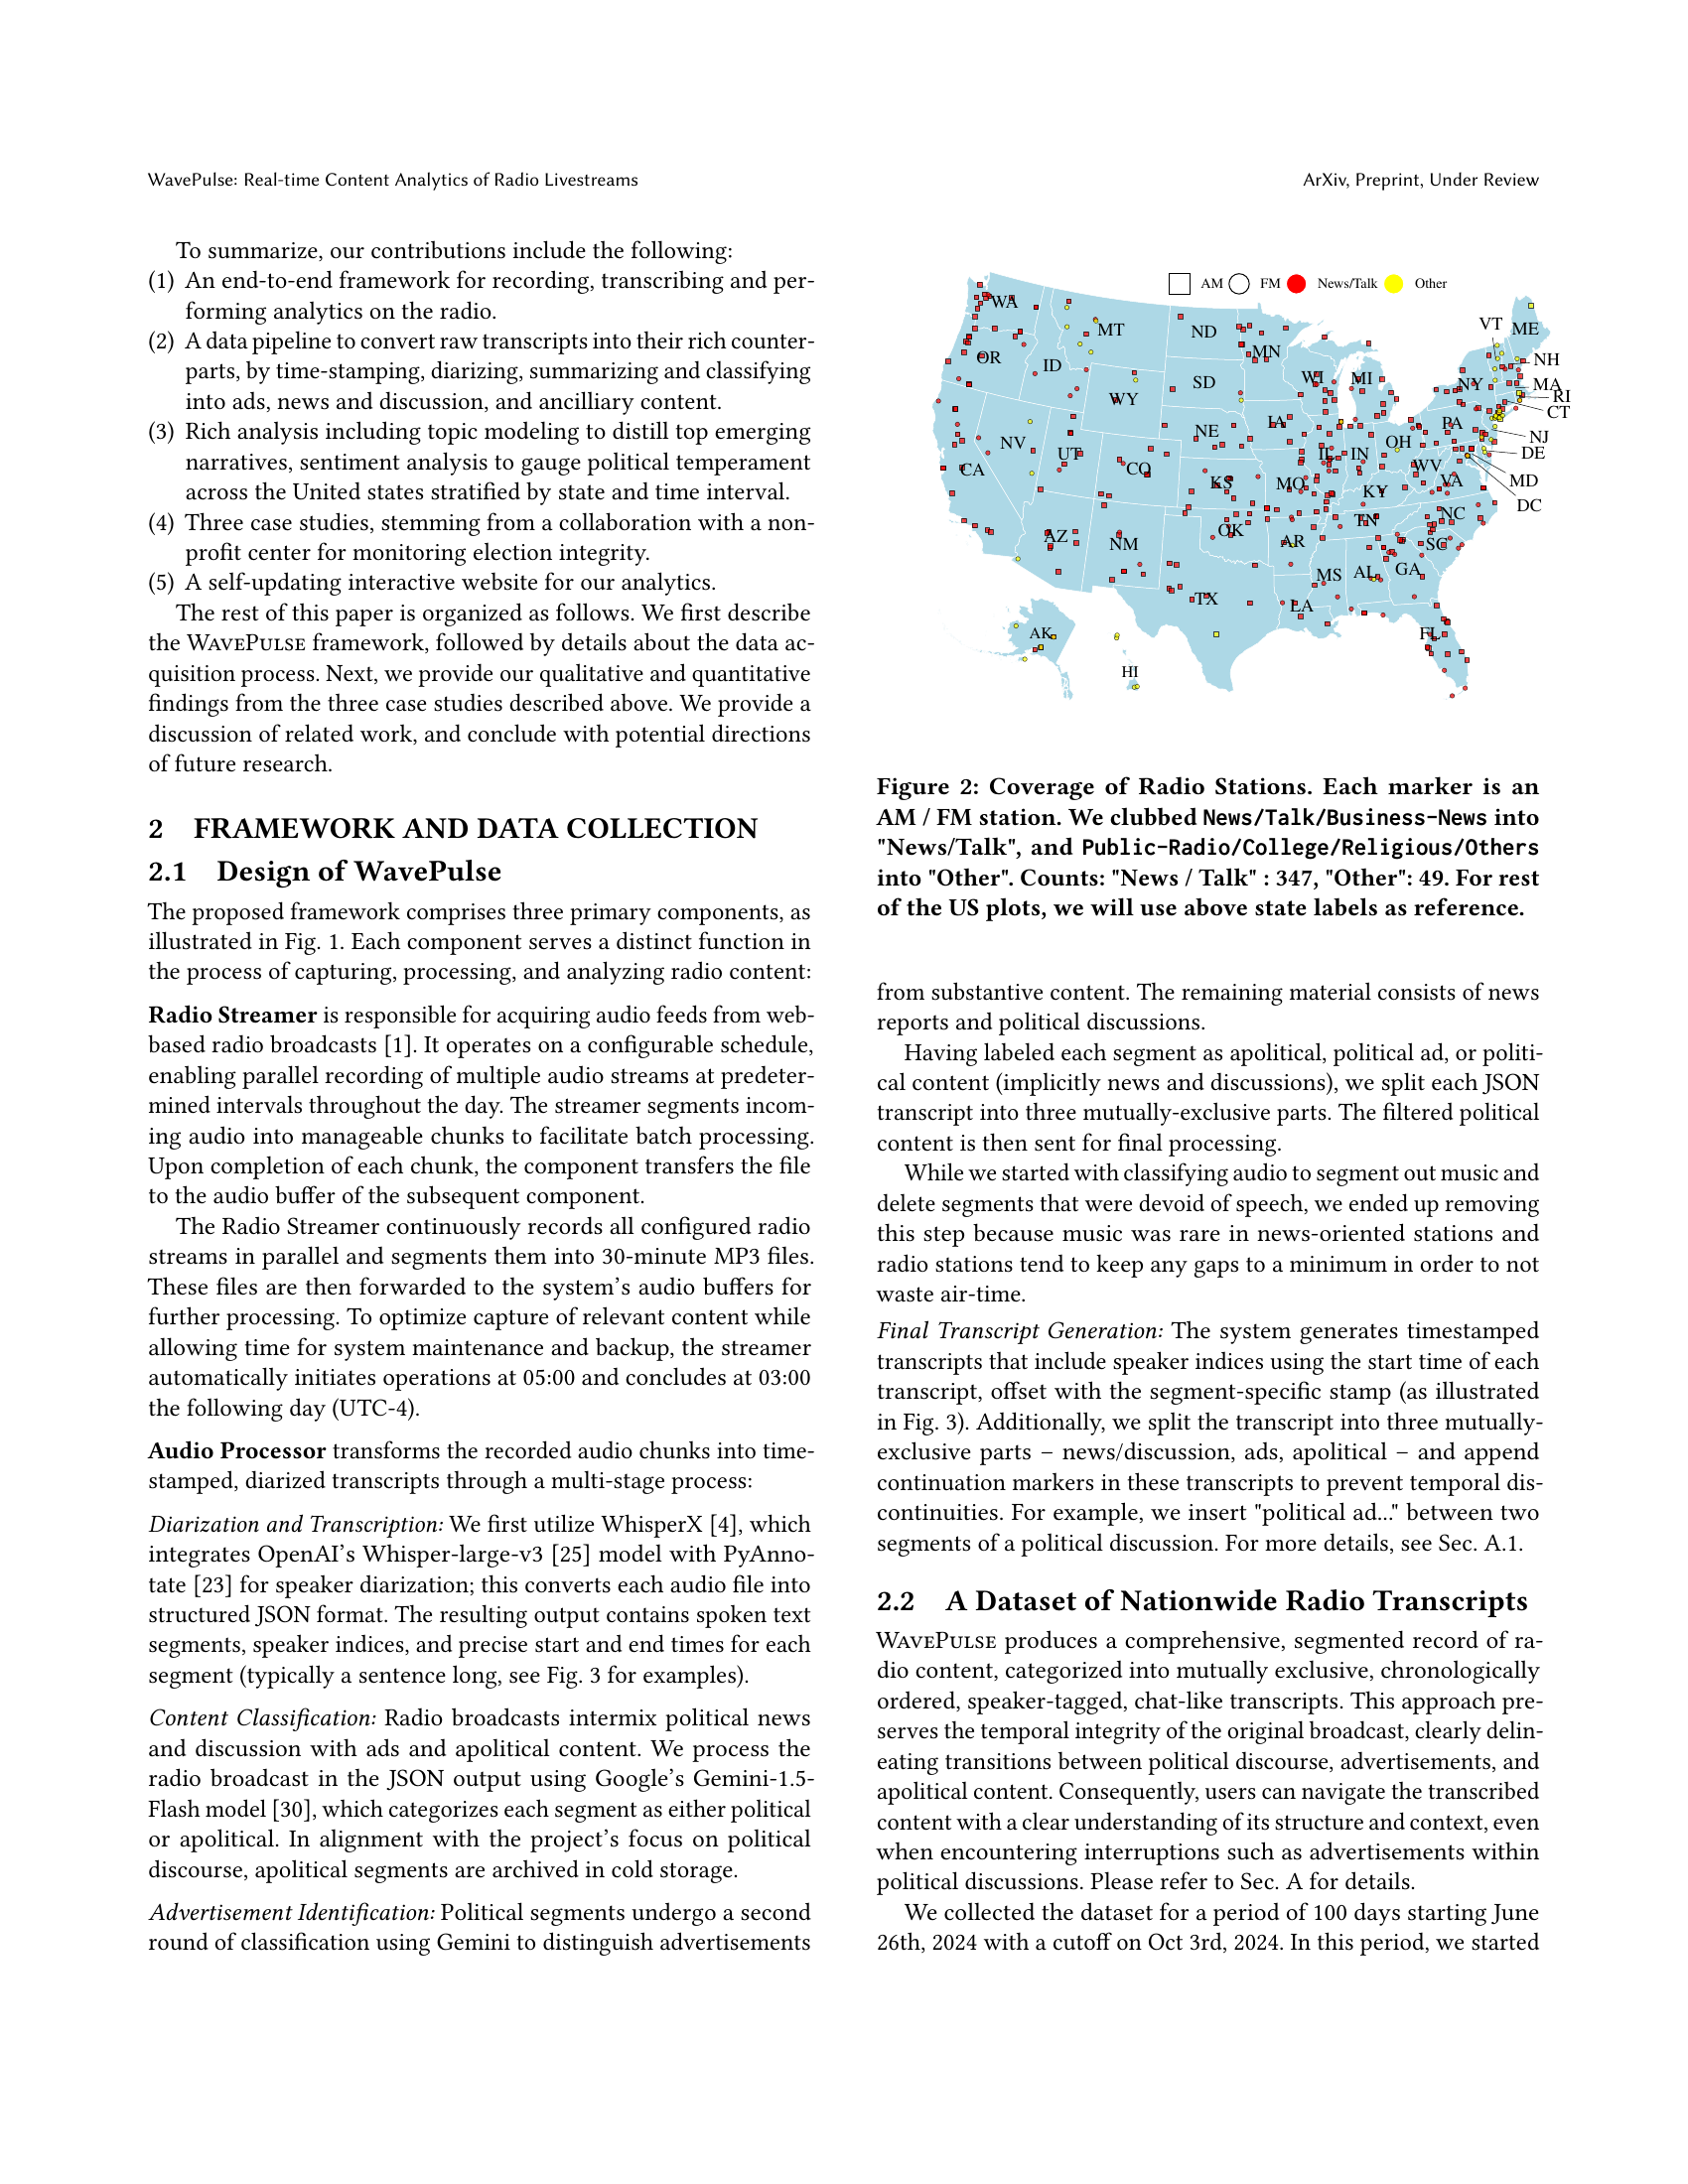 WavePulse: Real-time Content Analytics of Radio Livestreams
ArXiv, Preprint, Under Review
To summarize, our contributions include the following:
(1) An end-to-end framework for recording, transcribing and per-
forming analytics on the radio.
(2) A data pipeline to convert raw transcripts into their rich counter-
parts, by time-stamping, diarizing, summarizing and classifying
into ads, news and discussion, and ancilliary content.
(3) Rich analysis including topic modeling to distill top emerging
narratives, sentiment analysis to gauge political temperament
across the United states stratified by state and time interval.
(4) Three case studies, stemming from a collaboration with a non-
profit center for monitoring election integrity.
(5) A self-updating interactive website for our analytics.
The rest of this paper is organized as follows. We first describe
the WavePulse framework, followed by details about the data ac-
quisition process. Next, we provide our qualitative and quantitative
findings from the three case studies described above. We provide a
discussion of related work, and conclude with potential directions
of future research.
2 FRAMEWORK AND DATA COLLECTION
2.1 Design of WavePulse
The proposed framework comprises three primary components, as
illustrated in Fig. 1. Each component serves a distinct function in
the process of capturing, processing, and analyzing radio content:
Radio Streamer is responsible for acquiring audio feeds from web-
based radio broadcasts [1]. It operates on a configurable schedule,
enabling parallel recording of multiple audio streams at predeter-
mined intervals throughout the day. The streamer segments incom-
ing audio into manageable chunks to facilitate batch processing.
Upon completion of each chunk, the component transfers the file
to the audio buffer of the subsequent component.
The Radio Streamer continuously records all configured radio
streams in parallel and segments them into 30-minute MP3 files.
These files are then forwarded to the system's audio buffers for
further processing. To optimize capture of relevant content while
allowing time for system maintenance and backup, the streamer
automatically initiates operations at 05:00 and concludes at 03:00
the following day (UTC-4).
Audio Processor transforms the recorded audio chunks into time-
stamped, diarized transcripts through a multi-stage process:
Diarization and Transcription: We first utilize WhisperX [4], which
integrates OpenAI's Whisper-large-v3 [25] model with PyAnno-
tate [23] for speaker diarization; this converts each audio file into
structured JSON format. The resulting output contains spoken text
segments, speaker indices, and precise start and end times for each
segment (typically a sentence long, see Fig. 3 for examples).
Content Classification: Radio broadcasts intermix political news
and discussion with ads and apolitical content. We process the
radio broadcast in the JSON output using Google's Gemini-1.5-
Flash model [30], which categorizes each segment as either political
or apolitical. In alignment with the project's focus on political
discourse, apolitical segments are archived in cold storage.
Advertisement Identification: Political segments undergo a second
round of classification using Gemini to distinguish advertisements
AM FM News/Talk Other
WA
MT
ND
MN
VT
ME
OR
ID
SD
WI
MI
NH
NY
MA
RI
CT
WY
NE
IA
PA
NJ
NV
UT
CO
IL
IN
OH
DE
CA
KS
MO
WV
VA
MD
DC
KY
AZ
NM
OK
AR
TN
NC
SC
MS
AL
GA
TX
LA
AK
HI
FL
Figure 2: Coverage of Radio Stations. Each marker is an
AM / FM station. We clubbed News/Talk/Business-News into
"News/Talk", and Public-Radio/College/Religious/Others
into "Other". Counts: "News / Talk" : 347, "Other": 49. For rest
of the US plots, we will use above state labels as reference.
from substantive content. The remaining material consists of news
reports and political discussions.
Having labeled each segment as apolitical, political ad, or politi-
cal content (implicitly news and discussions), we split each JSON
transcript into three mutually-exclusive parts. The filtered political
content is then sent for final processing.
While we started with classifying audio to segment out music and
delete segments that were devoid of speech, we ended up removing
this step because music was rare in news-oriented stations and
radio stations tend to keep any gaps to a minimum in order to not
waste air-time.
Final Transcript Generation: The system generates timestamped
transcripts that include speaker indices using the start time of each
transcript, offset with the segment-specific stamp (as illustrated
in Fig. 3). Additionally, we split the transcript into three mutually-
exclusive parts – news/discussion, ads, apolitical – and append
continuation markers in these transcripts to prevent temporal dis-
continuities. For example, we insert "political ad..." between two
segments of a political discussion. For more details, see Sec. A.1.
2.2 A Dataset of Nationwide Radio Transcripts
WavePulse produces a comprehensive, segmented record of ra-
dio content, categorized into mutually exclusive, chronologically
ordered, speaker-tagged, chat-like transcripts. This approach pre-
serves the temporal integrity of the original broadcast, clearly delin-
eating transitions between political discourse, advertisements, and
apolitical content. Consequently, users can navigate the transcribed
content with a clear understanding of its structure and context, even
when encountering interruptions such as advertisements within
political discussions. Please refer to Sec. A for details.
We collected the dataset for a period of 100 days starting June
26th, 2024 with a cutoff on Oct 3rd, 2024. In this period, we started